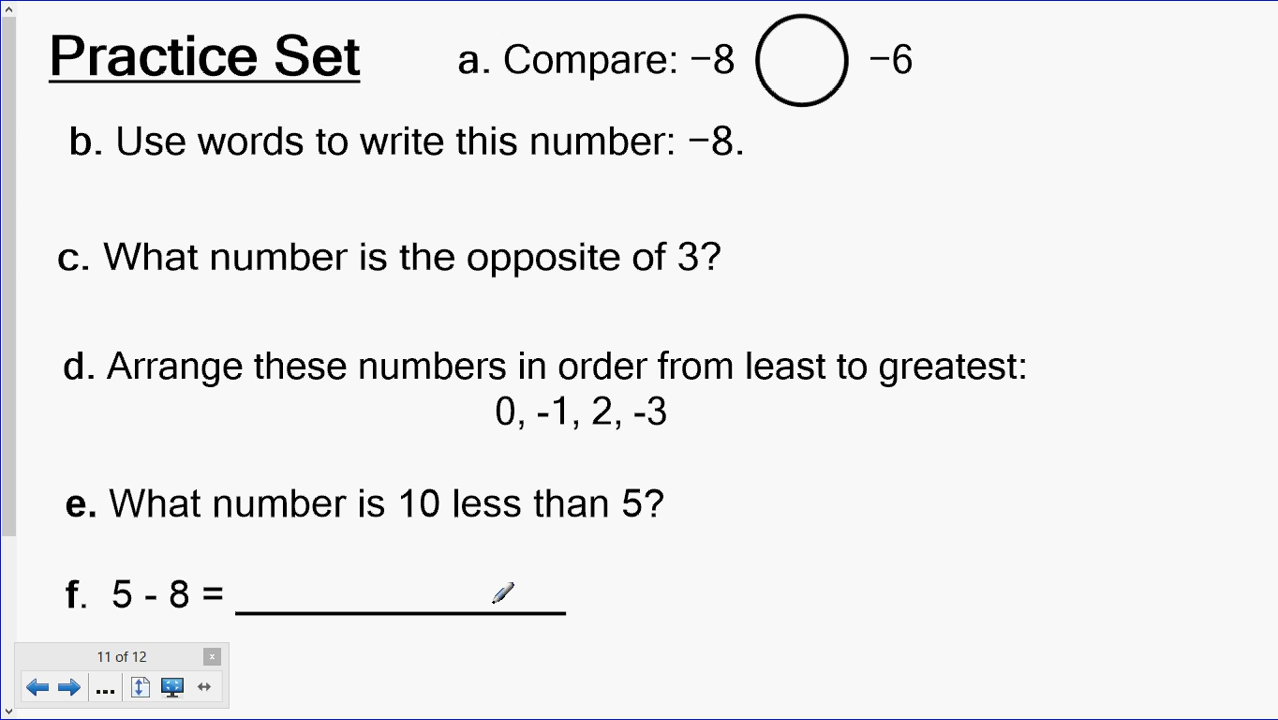 Practice Set
a. Compare: −8 −6
b. Use words to write this number: −8.
c. What number is the opposite of 3?
d. Arrange these numbers in order from least to greatest:
0, -1, 2, -3
e. What number is 10 less than 5?
f. 5 - 8 = 
11 of 12